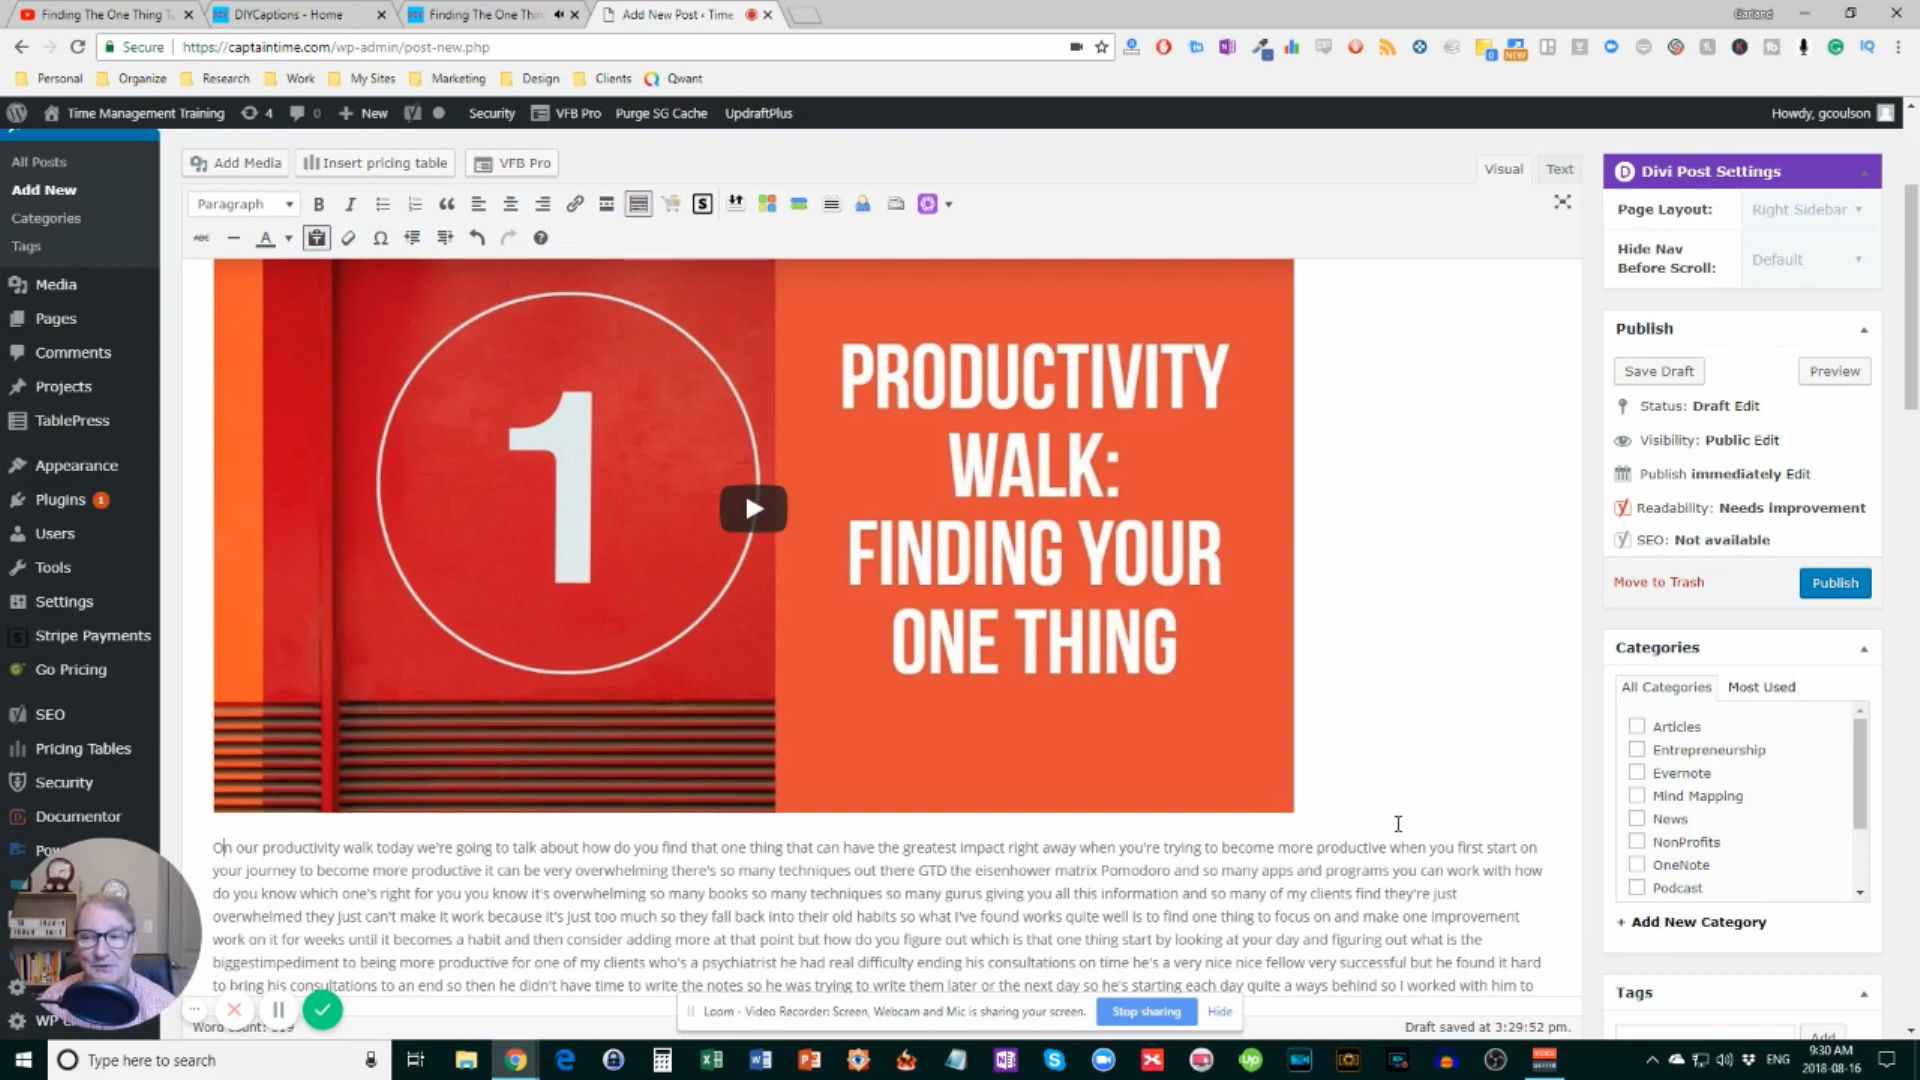 Finding The One Thing T
DIYCaptions - Home
Finding The One Thin
Add New Post ‹ Time
Garland
Secure
https://captaintime.com/wp-admin/post-new.php
Personal
Organize
Research
Work
My Sites
Marketing
Design
Clients
Qwant
Time Management Training
4
0
New
Security
VFB Pro
Purge SG Cache
UpdraftPlus
Howdy, gcoulson
All Posts
Add New
Categories
Tags
Media
Pages
Comments
Projects
TablePress
Appearance
Plugins 1
Users
Tools
Settings
Stripe Payments
Go Pricing
SEO
Pricing Tables
Security
Documentor
Add Media
Insert pricing table
VFB Pro
Visual
Text
Paragraph
1
PRODUCTIVITY
WALK:
FINDING YOUR
ONE THING
On our productivity walk today we're going to talk about how do you find that one thing that can have the greatest impact right away when you're trying to become more productive when you first start on
your journey to become more productive it can be very overwhelming there's so many techniques out there GTD the eisenhower matrix Pomodoro and so many apps and programs you can work with how
do you know which one's right for you you know it's overwhelming so many books so many techniques so many gurus giving you all this information and so many of my clients find they're just
overwhelmed they just can't make it work because it's just too much so they fall back into their old habits so what I've found works quite well is to find one thing to focus on and make one improvement
work on it for weeks until it becomes a habit and then consider adding more at that point but how do you figure out which is that one thing start by looking at your day and figuring out what is the
biggestimpediment to being more productive for one of my clients who's a psychiatrist he had real difficulty ending his consultations on time he's a very nice nice fellow very successful but he found it hard
to bring his consultations to an end so then he didn't have time to write the notes so he was trying to write them later or the next day so he's starting each day quite a ways behind so I worked with him to
Loom - Video Recorder: Screen, Webcam and Mic is sharing your screen.
Stop sharing
Hide
Draft saved at 3:29:52 pm.
Divi Post Settings
Page Layout:
Right Sidebar
Hide Nav
Before Scroll:
Default
Publish
Save Draft
Preview
Status: Draft Edit
Visibility: Public Edit
Publish immediately Edit
Readability: Needs improvement
SEO: Not available
Move to Trash
Publish
Categories
All Categories
Most Used
Articles
Entrepreneurship
Evernote
Mind Mapping
News
NonProfits
OneNote
Podcast
+ Add New Category
Tags
Add
Type here to search
ENG
9:30 AM
2018-08-16